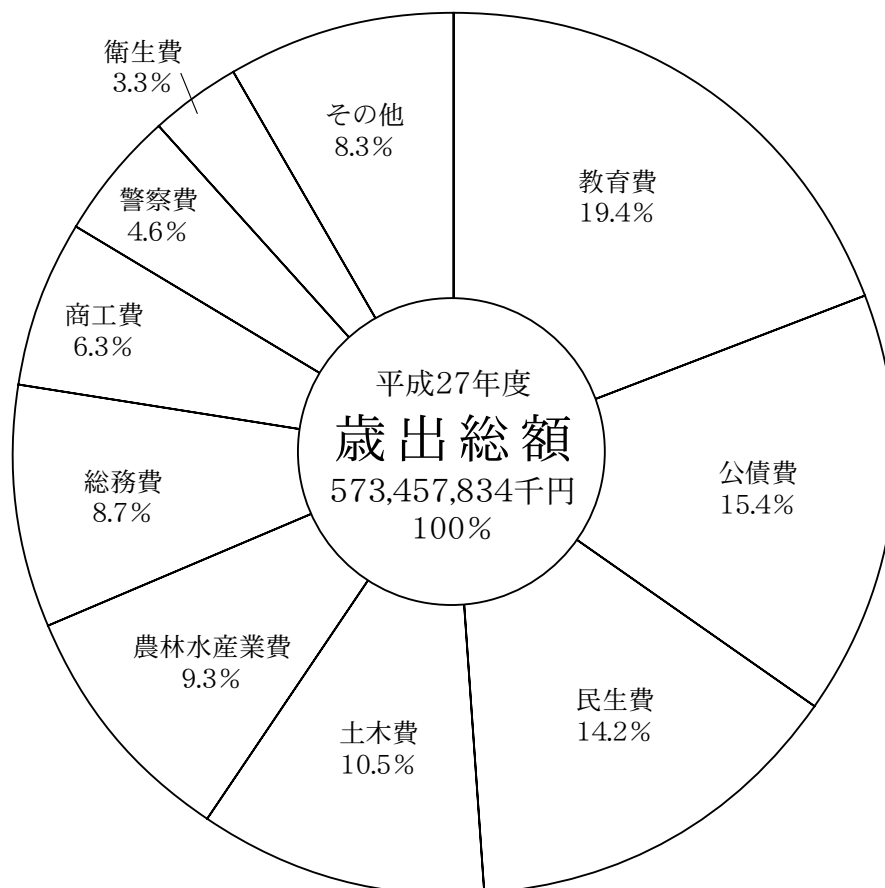 平成27年度
歳出総額
573,457,834千円
100%
教育費
19.4%
公債費
15.4%
民生費
14.2%
土木費
10.5%
農林水産業費
9.3%
総務費
8.7%
商工費
6.3%
警察費
4.6%
衛生費
3.3%
その他
8.3%